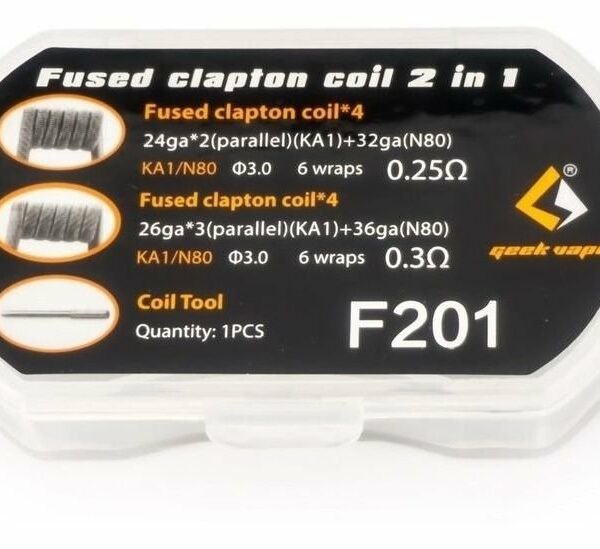 Fused clapton coil 2 in 1
Fused clapton coil*4
24ga*2(parallel)(KA1)+32ga(N80)
KA1/N80 Φ3.0 6 wraps 0.25Ω
Fused clapton coil*4
26ga*3(parallel)(KA1)+36ga(N80)
KA1/N80 Φ3.0 6 wraps 0.3Ω
®
geek vap
Coil Tool
Quantity: 1PCS
F201